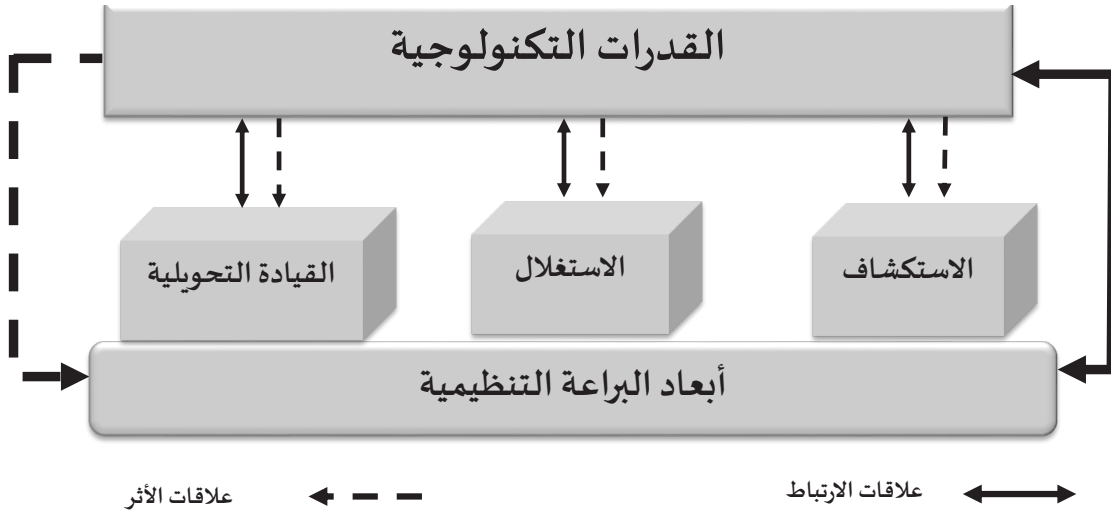 القدرات التكنولوجية
الاستكشاف
الاستغلال
القيادة التحويلية
أبعاد البراعة التنظيمية
علاقات الارتباط
علاقات الأثر